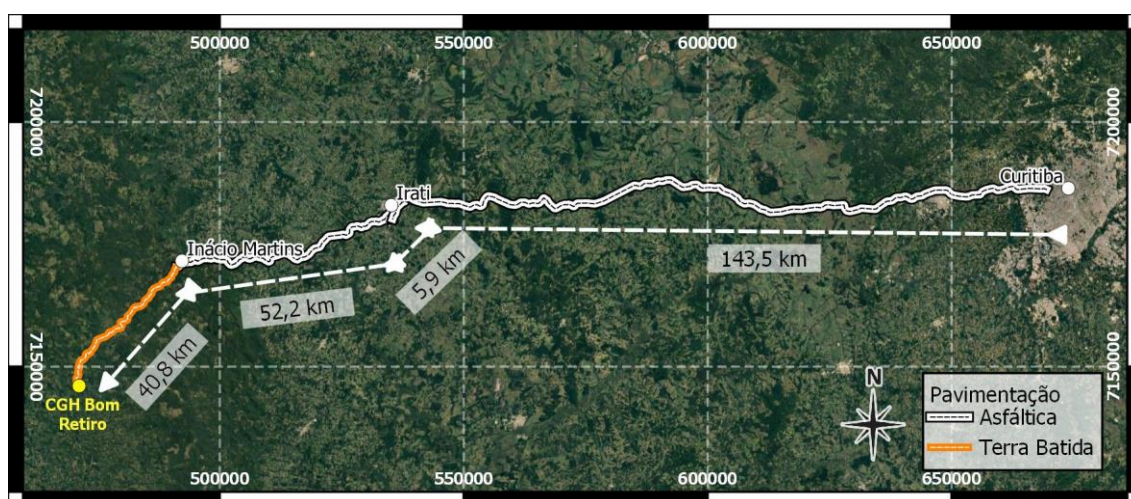 500000
550000
600000
650000
7200000
7200000
Curitiba
Irati
Inácio Martins
143,5 km
5,9 km
52,2 km
40,8 km
7150000
7150000
CGH Bom
Retiro
N
Pavimentação
Asfáltica
Terra Batida
500000
550000
600000
650000